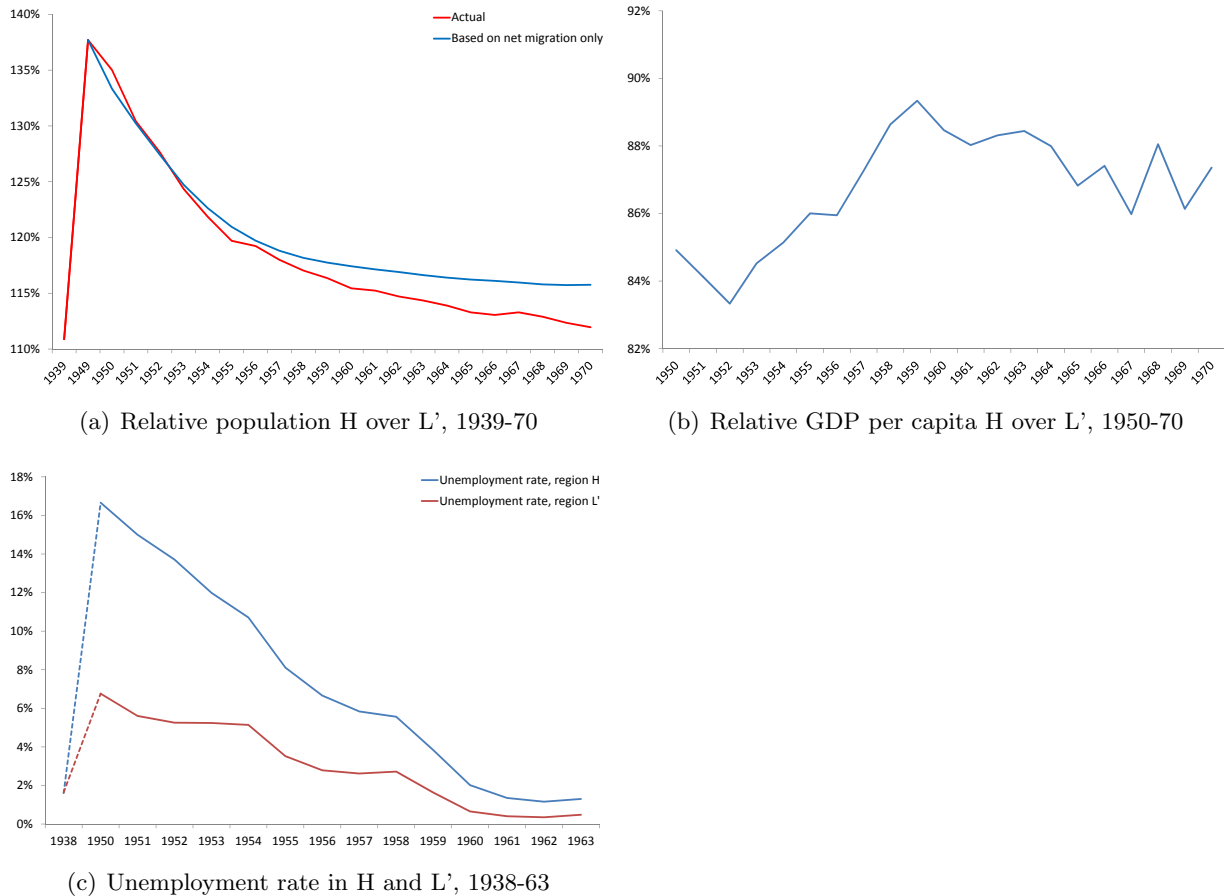 140%
135%
130%
125%
120%
115%
110%
Actual
Based on net migration only
1939 1949 1950 1951 1952 1953 1954 1955 1956 1957 1958 1959 1960 1961 1962 1963 1964 1965 1966 1967 1968 1969 1970
(a) Relative population H over L', 1939-70
92%
90%
88%
86%
84%
82%
1950 1951 1952 1953 1954 1955 1956 1957 1958 1959 1960 1961 1962 1963 1964 1965 1966 1967 1968 1969 1970
(b) Relative GDP per capita H over L', 1950-70
18%
16%
14%
12%
10%
8%
6%
4%
2%
0%
Unemployment rate, region H
Unemployment rate, region L'
1938 1950 1951 1952 1953 1954 1955 1956 1957 1958 1959 1960 1961 1962 1963
(c) Unemployment rate in H and L', 1938-63